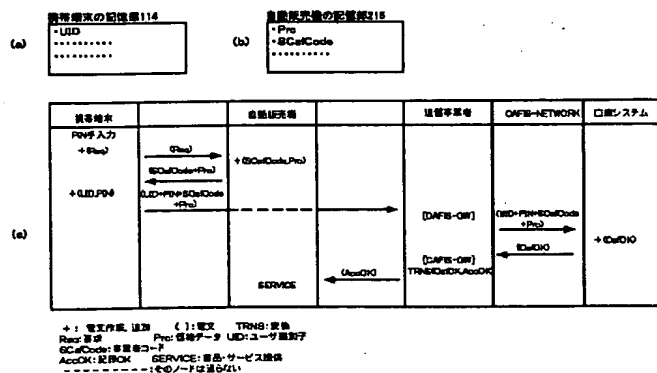 携帯端末の記憶部114
・UID
(a)
自動販売機の記憶部215
・Pro
・SCafCode
(b)
携帯端末
自動販売機
通信事業者
CAFIS-NETWORK
口座システム
PIN手入力
+(Req)
(Req)
+(SCafCode,Pro)
(SCafCode+Pro)
+(UID,PIN)
(UID+PIN+SCafCode
+Pro)
[CAFIS-GW]
(UID+PIN+SCafCode
+Pro)
+(CafOK)
(CafOK)
[CAFIS-GW]
TRNS(CafOK,AccOK)
(AccOK)
SERVICE
(c)
+: 電文作成, 追加 ( ): 電文 TRNS: 変換
Req: 要求 Pro: 価格データ UID: ユーザ識別子
SCafCode: 事業者コード
AccOK: 記帳OK SERVICE: 商品・サービス提供
----------:そのノードは通らない